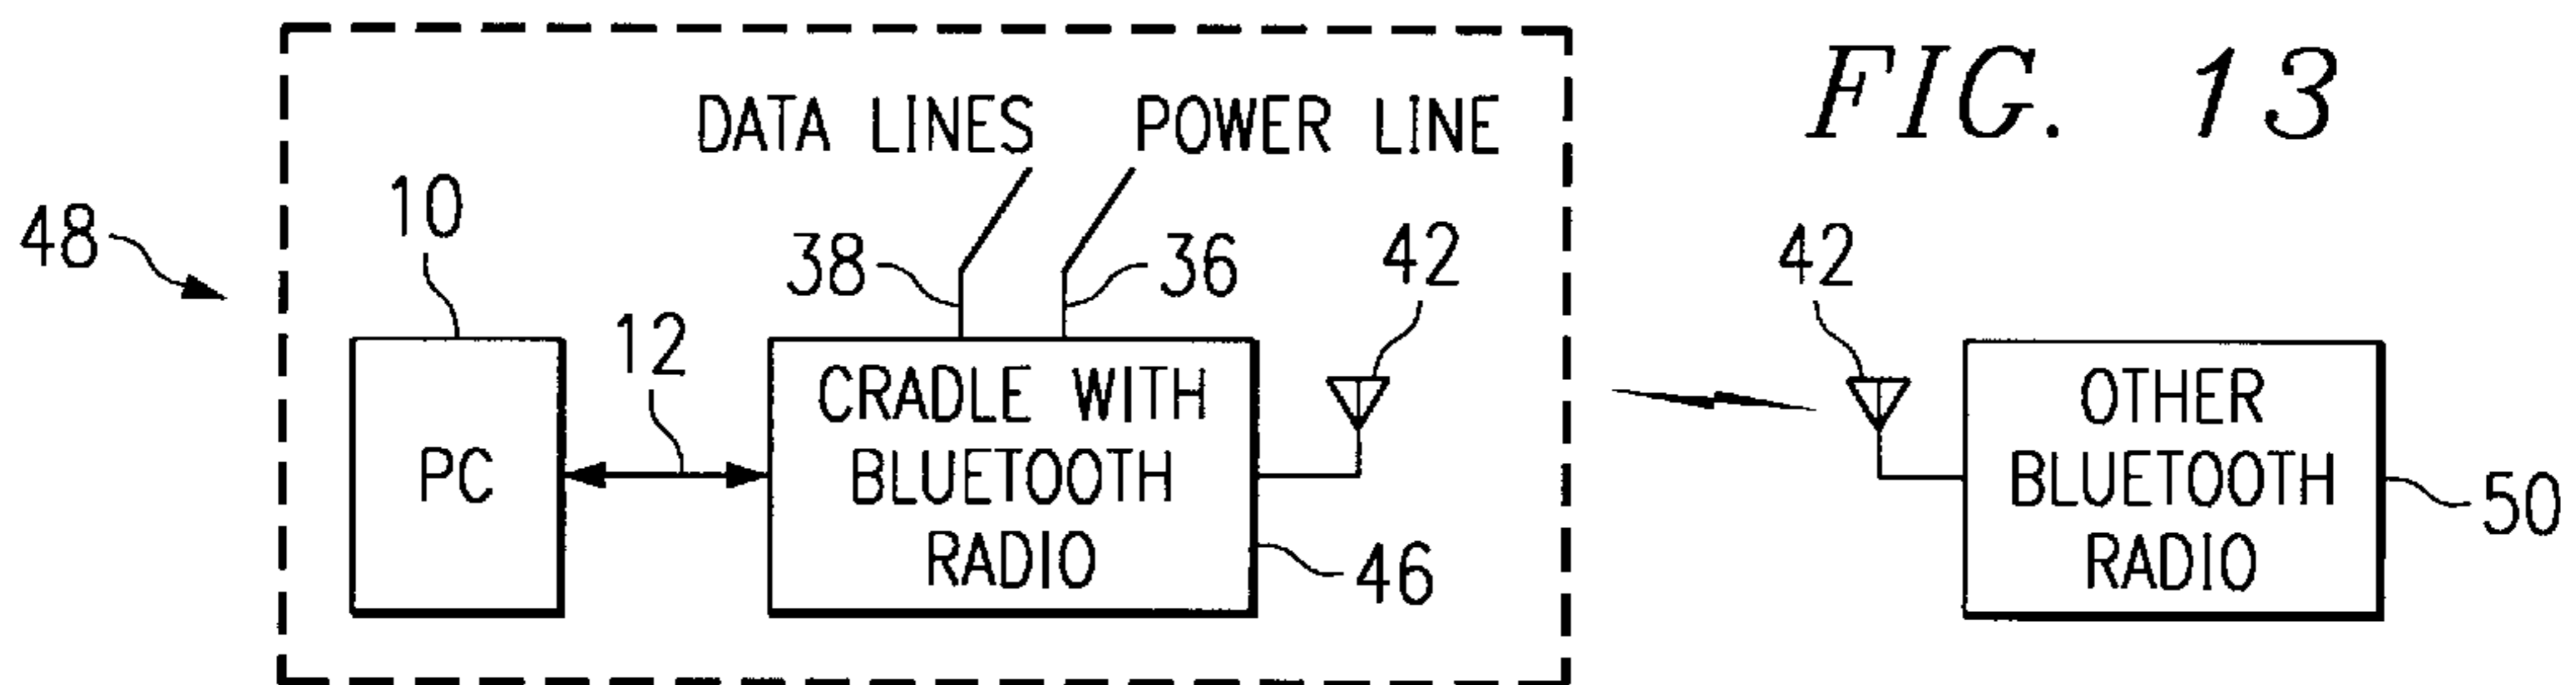 FIG. 13
DATA LINES
POWER LINE
48
10
38
36
42
42
12
PC
CRADLE WITH
BLUETOOTH
RADIO
46
OTHER
BLUETOOTH
RADIO
50